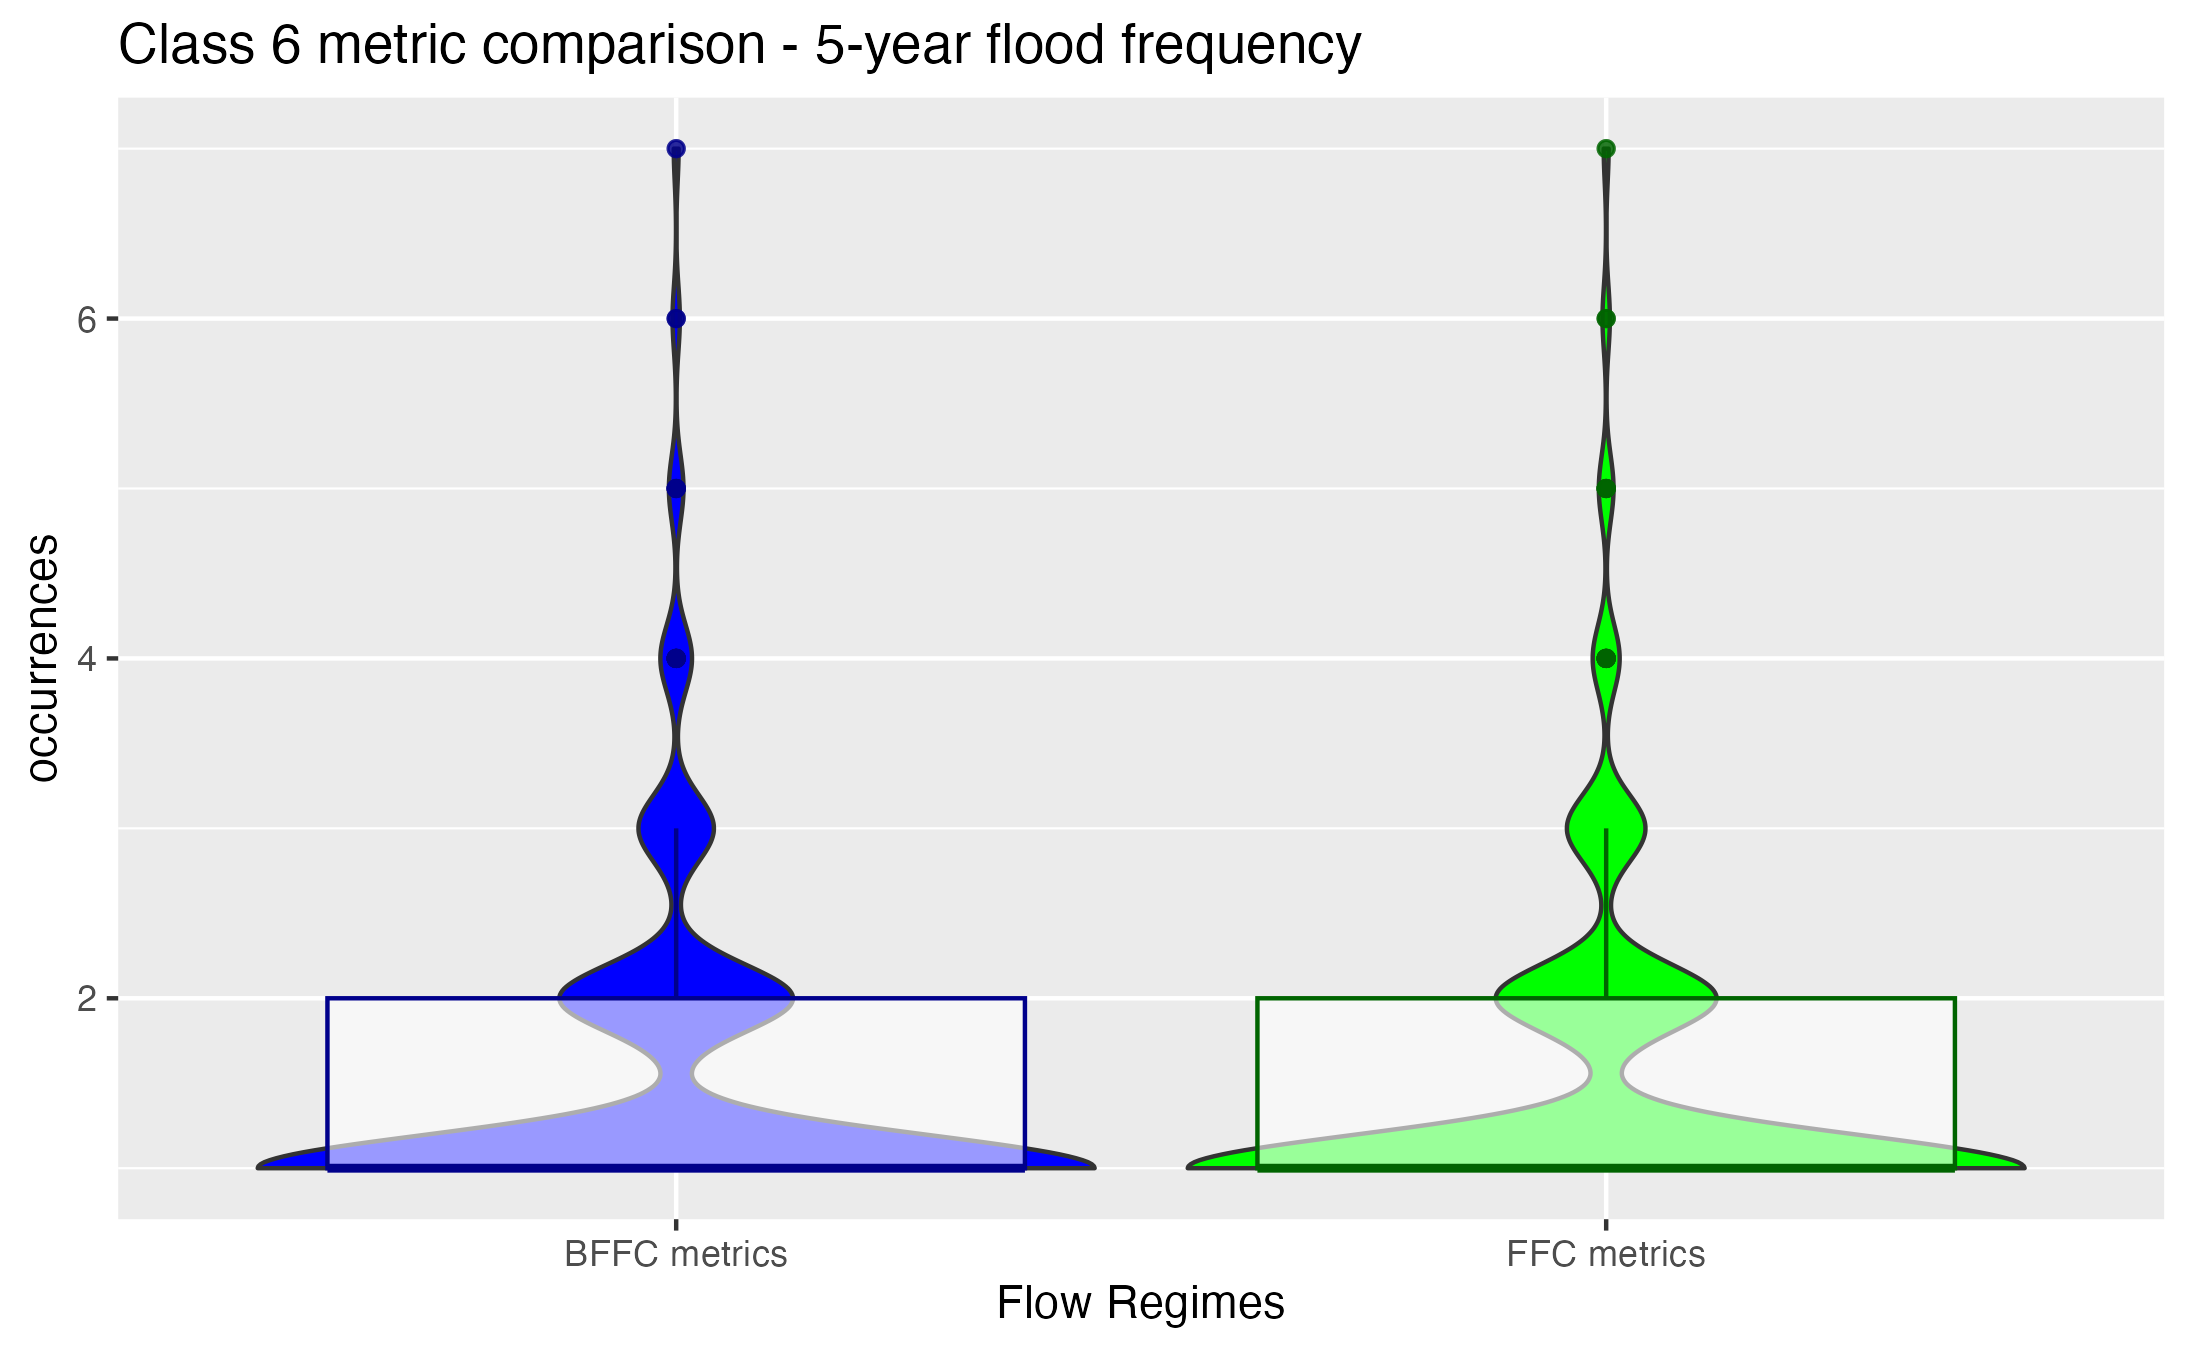 Class 6 metric comparison - 5-year flood frequency
occurrences
6
4
2
BFFC metrics
FFC metrics
Flow Regimes